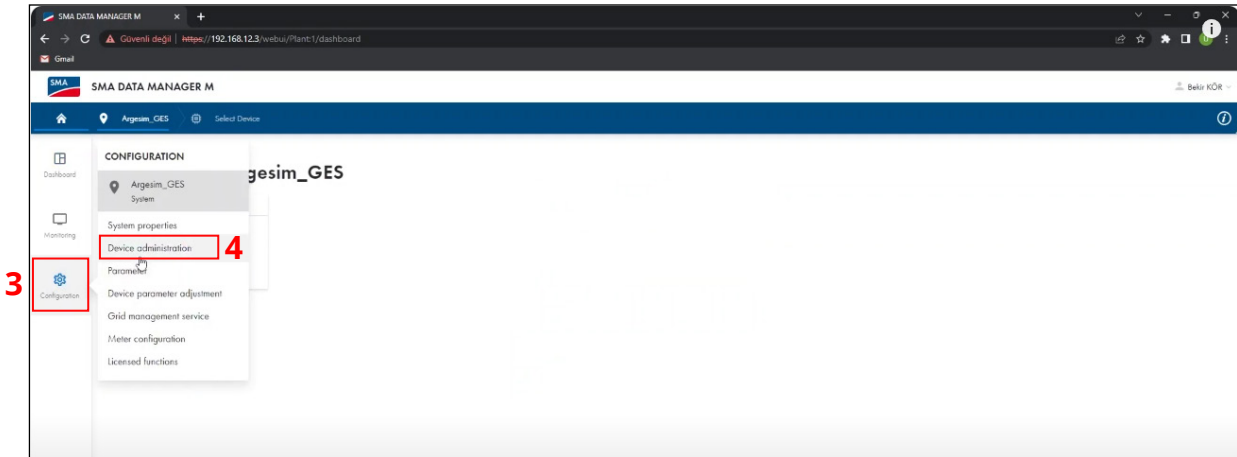 SMA DATA MANAGER M
Güvenli değil | https://192.168.12.3/webui/Plant:1/dashboard
Gmail
SMA
SMA DATA MANAGER M
Bekir KÖR
Argesim_GES
Select Device
Dashboard
Monitoring
3
Configuration
CONFIGURATION
Argesim_GES
System
gesim_GES
System properties
Device administration
4
Parameter
Device parameter adjustment
Grid management service
Meter configuration
Licensed functions